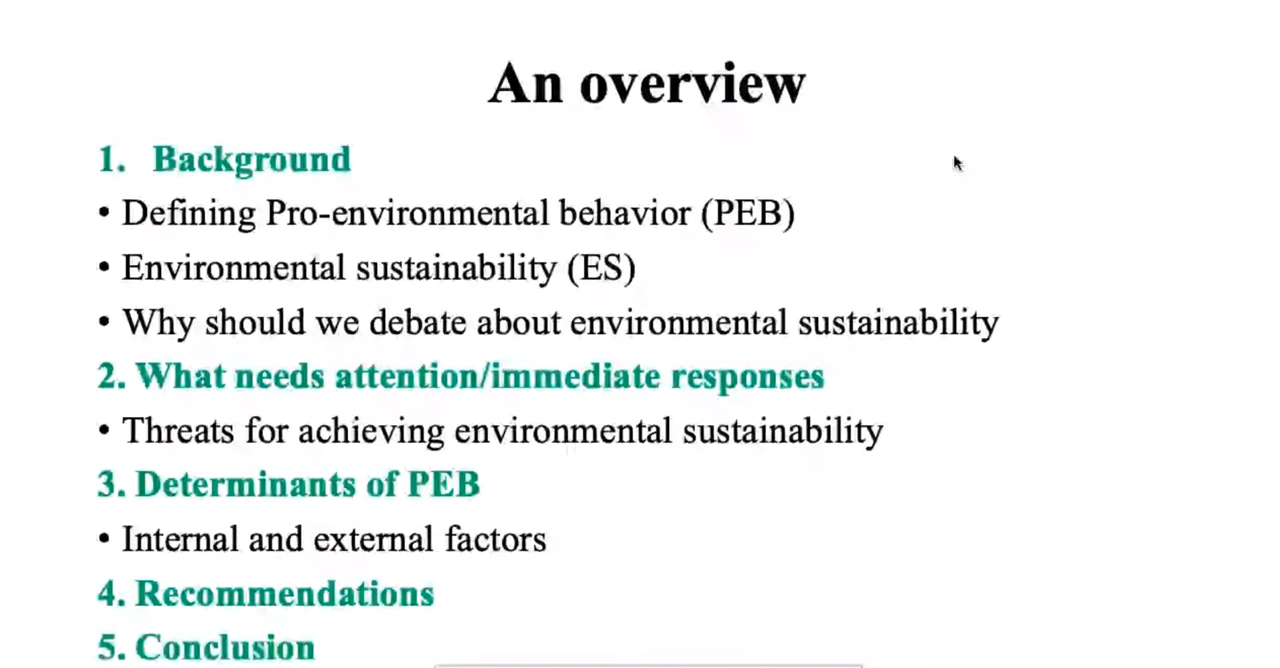 An overview
1. Background
• Defining Pro-environmental behavior (PEB)
• Environmental sustainability (ES)
• Why should we debate about environmental sustainability
2. What needs attention/immediate responses
• Threats for achieving environmental sustainability
3. Determinants of PEB
• Internal and external factors
4. Recommendations
5. Conclusion